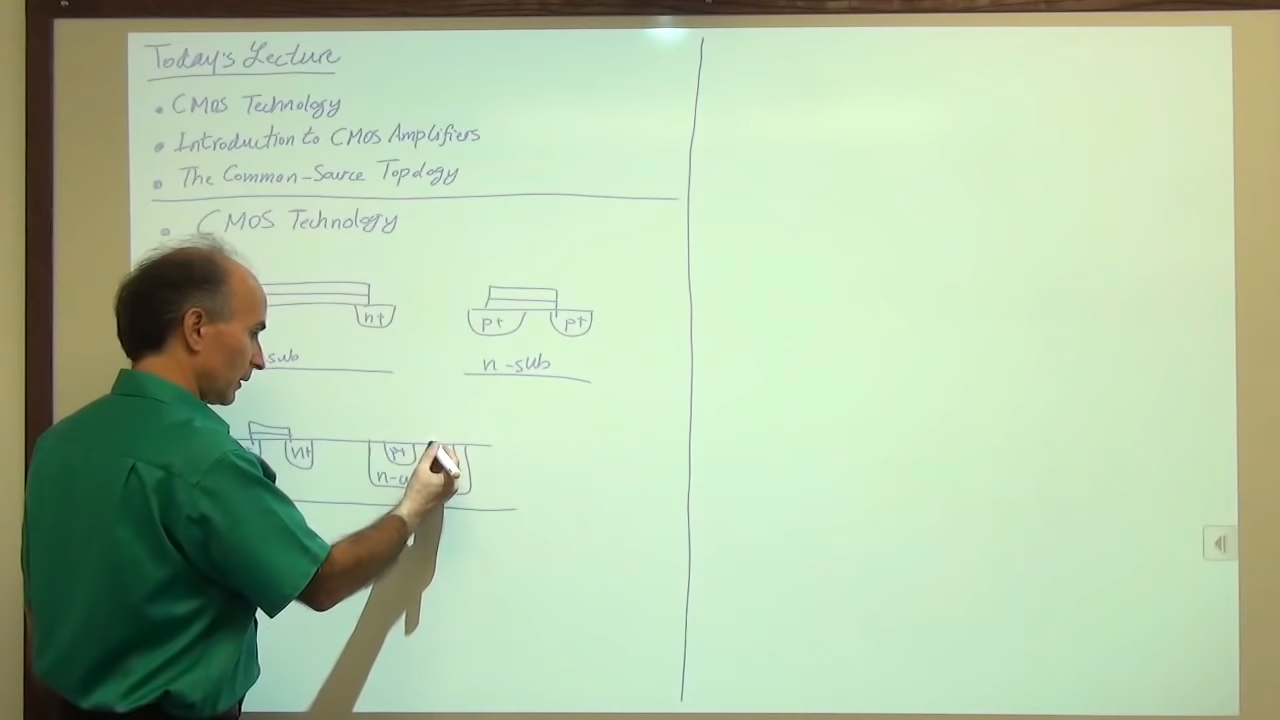 Today's Lecture
• CMOS Technology
• Introduction to CMOS Amplifiers
• The Common-Source Topology
• CMOS Technology
n+
p+ p+
sub
n-sub
n+ p+